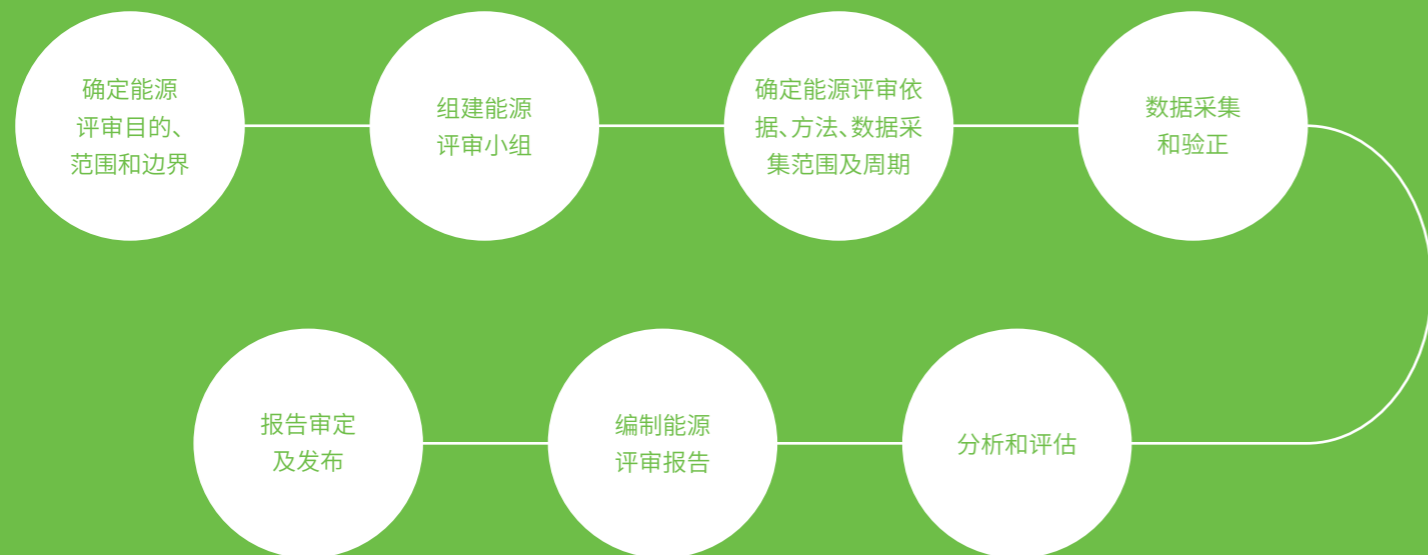 确定能源
评审目的、
范围和边界
组建能源
评审小组
确定能源评审依
据、方法、数据采
集范围及周期
数据采集
和验正
分析和评估
编制能源
评审报告
报告审定
及发布